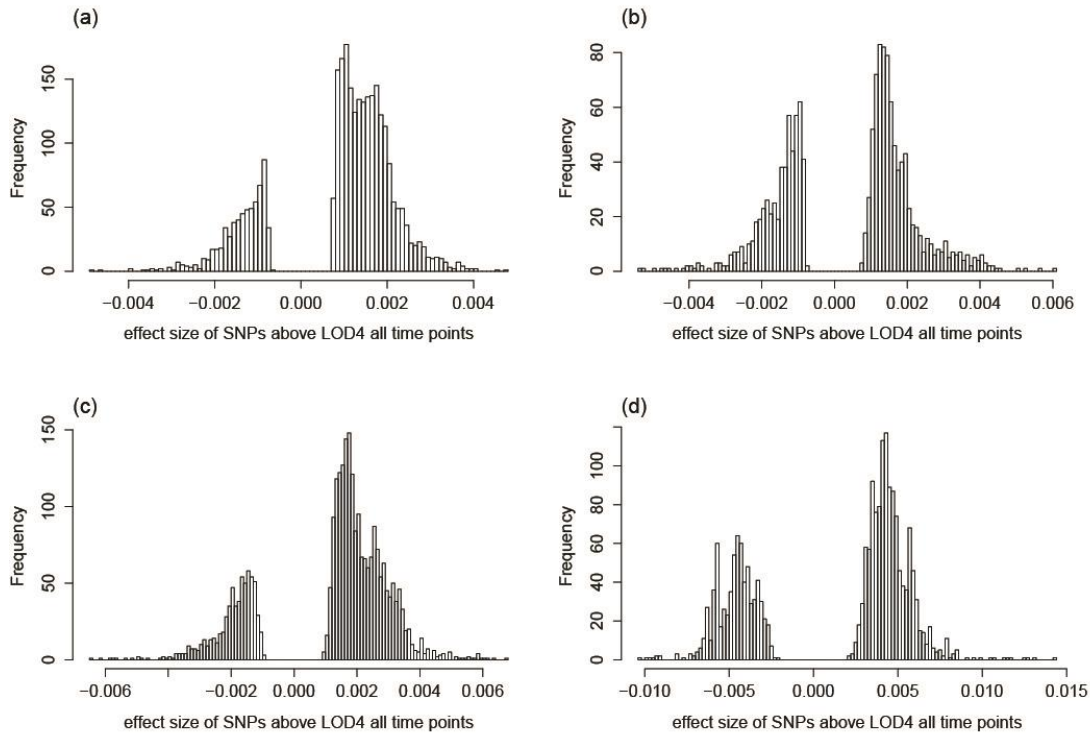 (a)
Frequency
150
100
50
0
−0.004 −0.002 0.000 0.002 0.004
effect size of SNPs above LOD4 all time points
(b)
Frequency
80
60
40
20
0
−0.004 −0.002 0.000 0.002 0.004 0.006
effect size of SNPs above LOD4 all time points
(c)
Frequency
150
100
50
0
−0.006 −0.002 0.000 0.002 0.004 0.006
effect size of SNPs above LOD4 all time points
(d)
Frequency
100
80
60
40
20
0
−0.010 −0.005 0.000 0.005 0.010 0.015
effect size of SNPs above LOD4 all time points